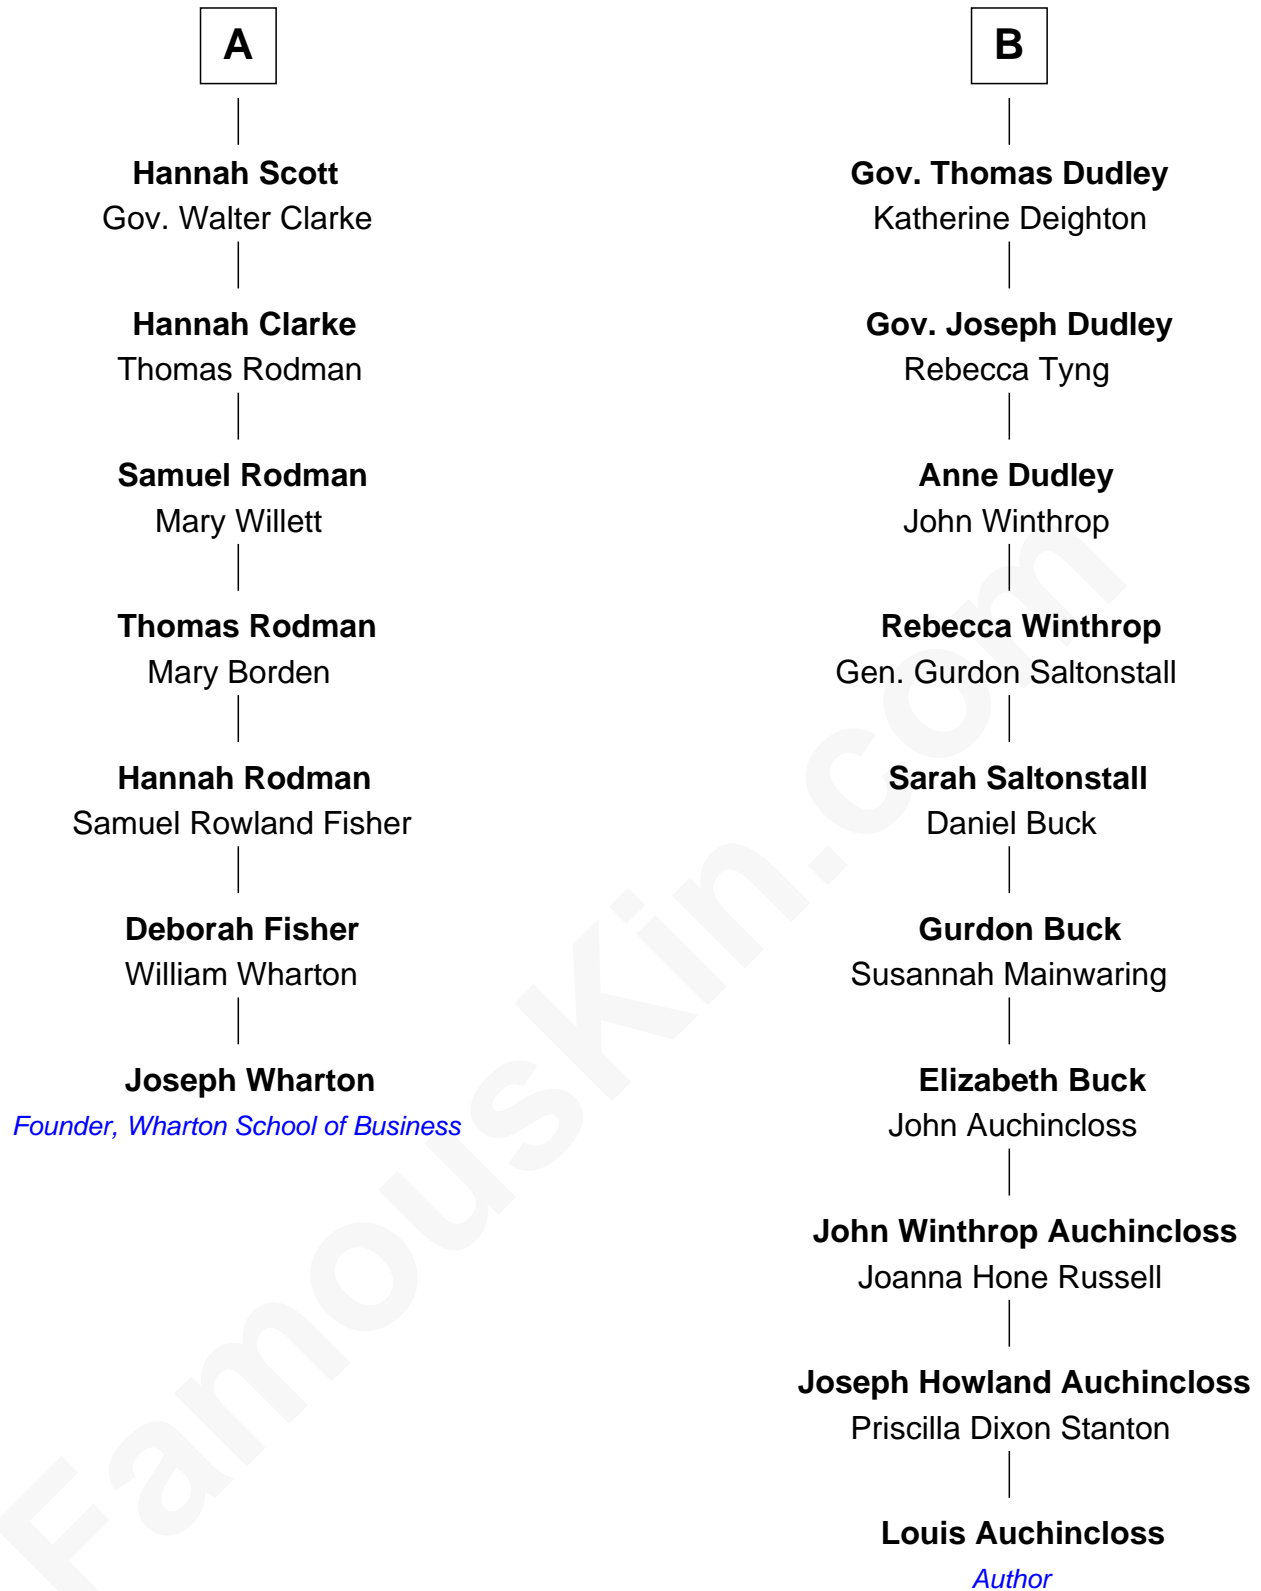 A
Hannah Scott
Gov. Walter Clarke
Hannah Clarke
Thomas Rodman
Samuel Rodman
Mary Willett
Thomas Rodman
Mary Borden
Hannah Rodman
Samuel Rowland Fisher
Deborah Fisher
William Wharton
Joseph Wharton
Founder, Wharton School of Business
B
Gov. Thomas Dudley
Katherine Deighton
Gov. Joseph Dudley
Rebecca Tyng
Anne Dudley
John Winthrop
Rebecca Winthrop
Gen. Gurdon Saltonstall
Sarah Saltonstall
Daniel Buck
Gurdon Buck
Susannah Mainwaring
Elizabeth Buck
John Auchincloss
John Winthrop Auchincloss
Joanna Hone Russell
Joseph Howland Auchincloss
Priscilla Dixon Stanton
Louis Auchincloss
Author
FamousKin.com